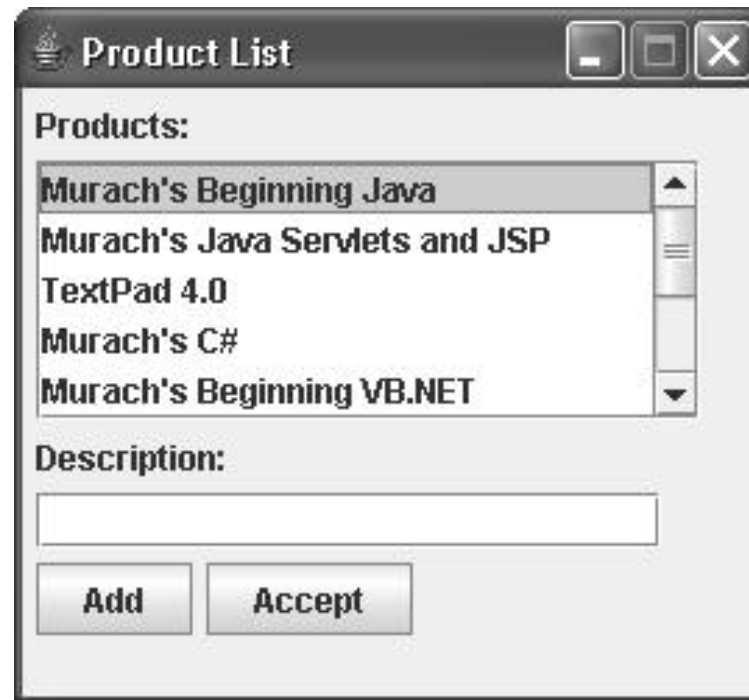 Product List
Products:
Murach's Beginning Java
Murach's Java Servlets and JSP
TextPad 4.0
Murach's C#
Murach's Beginning VB.NET
Description:
Add Accept